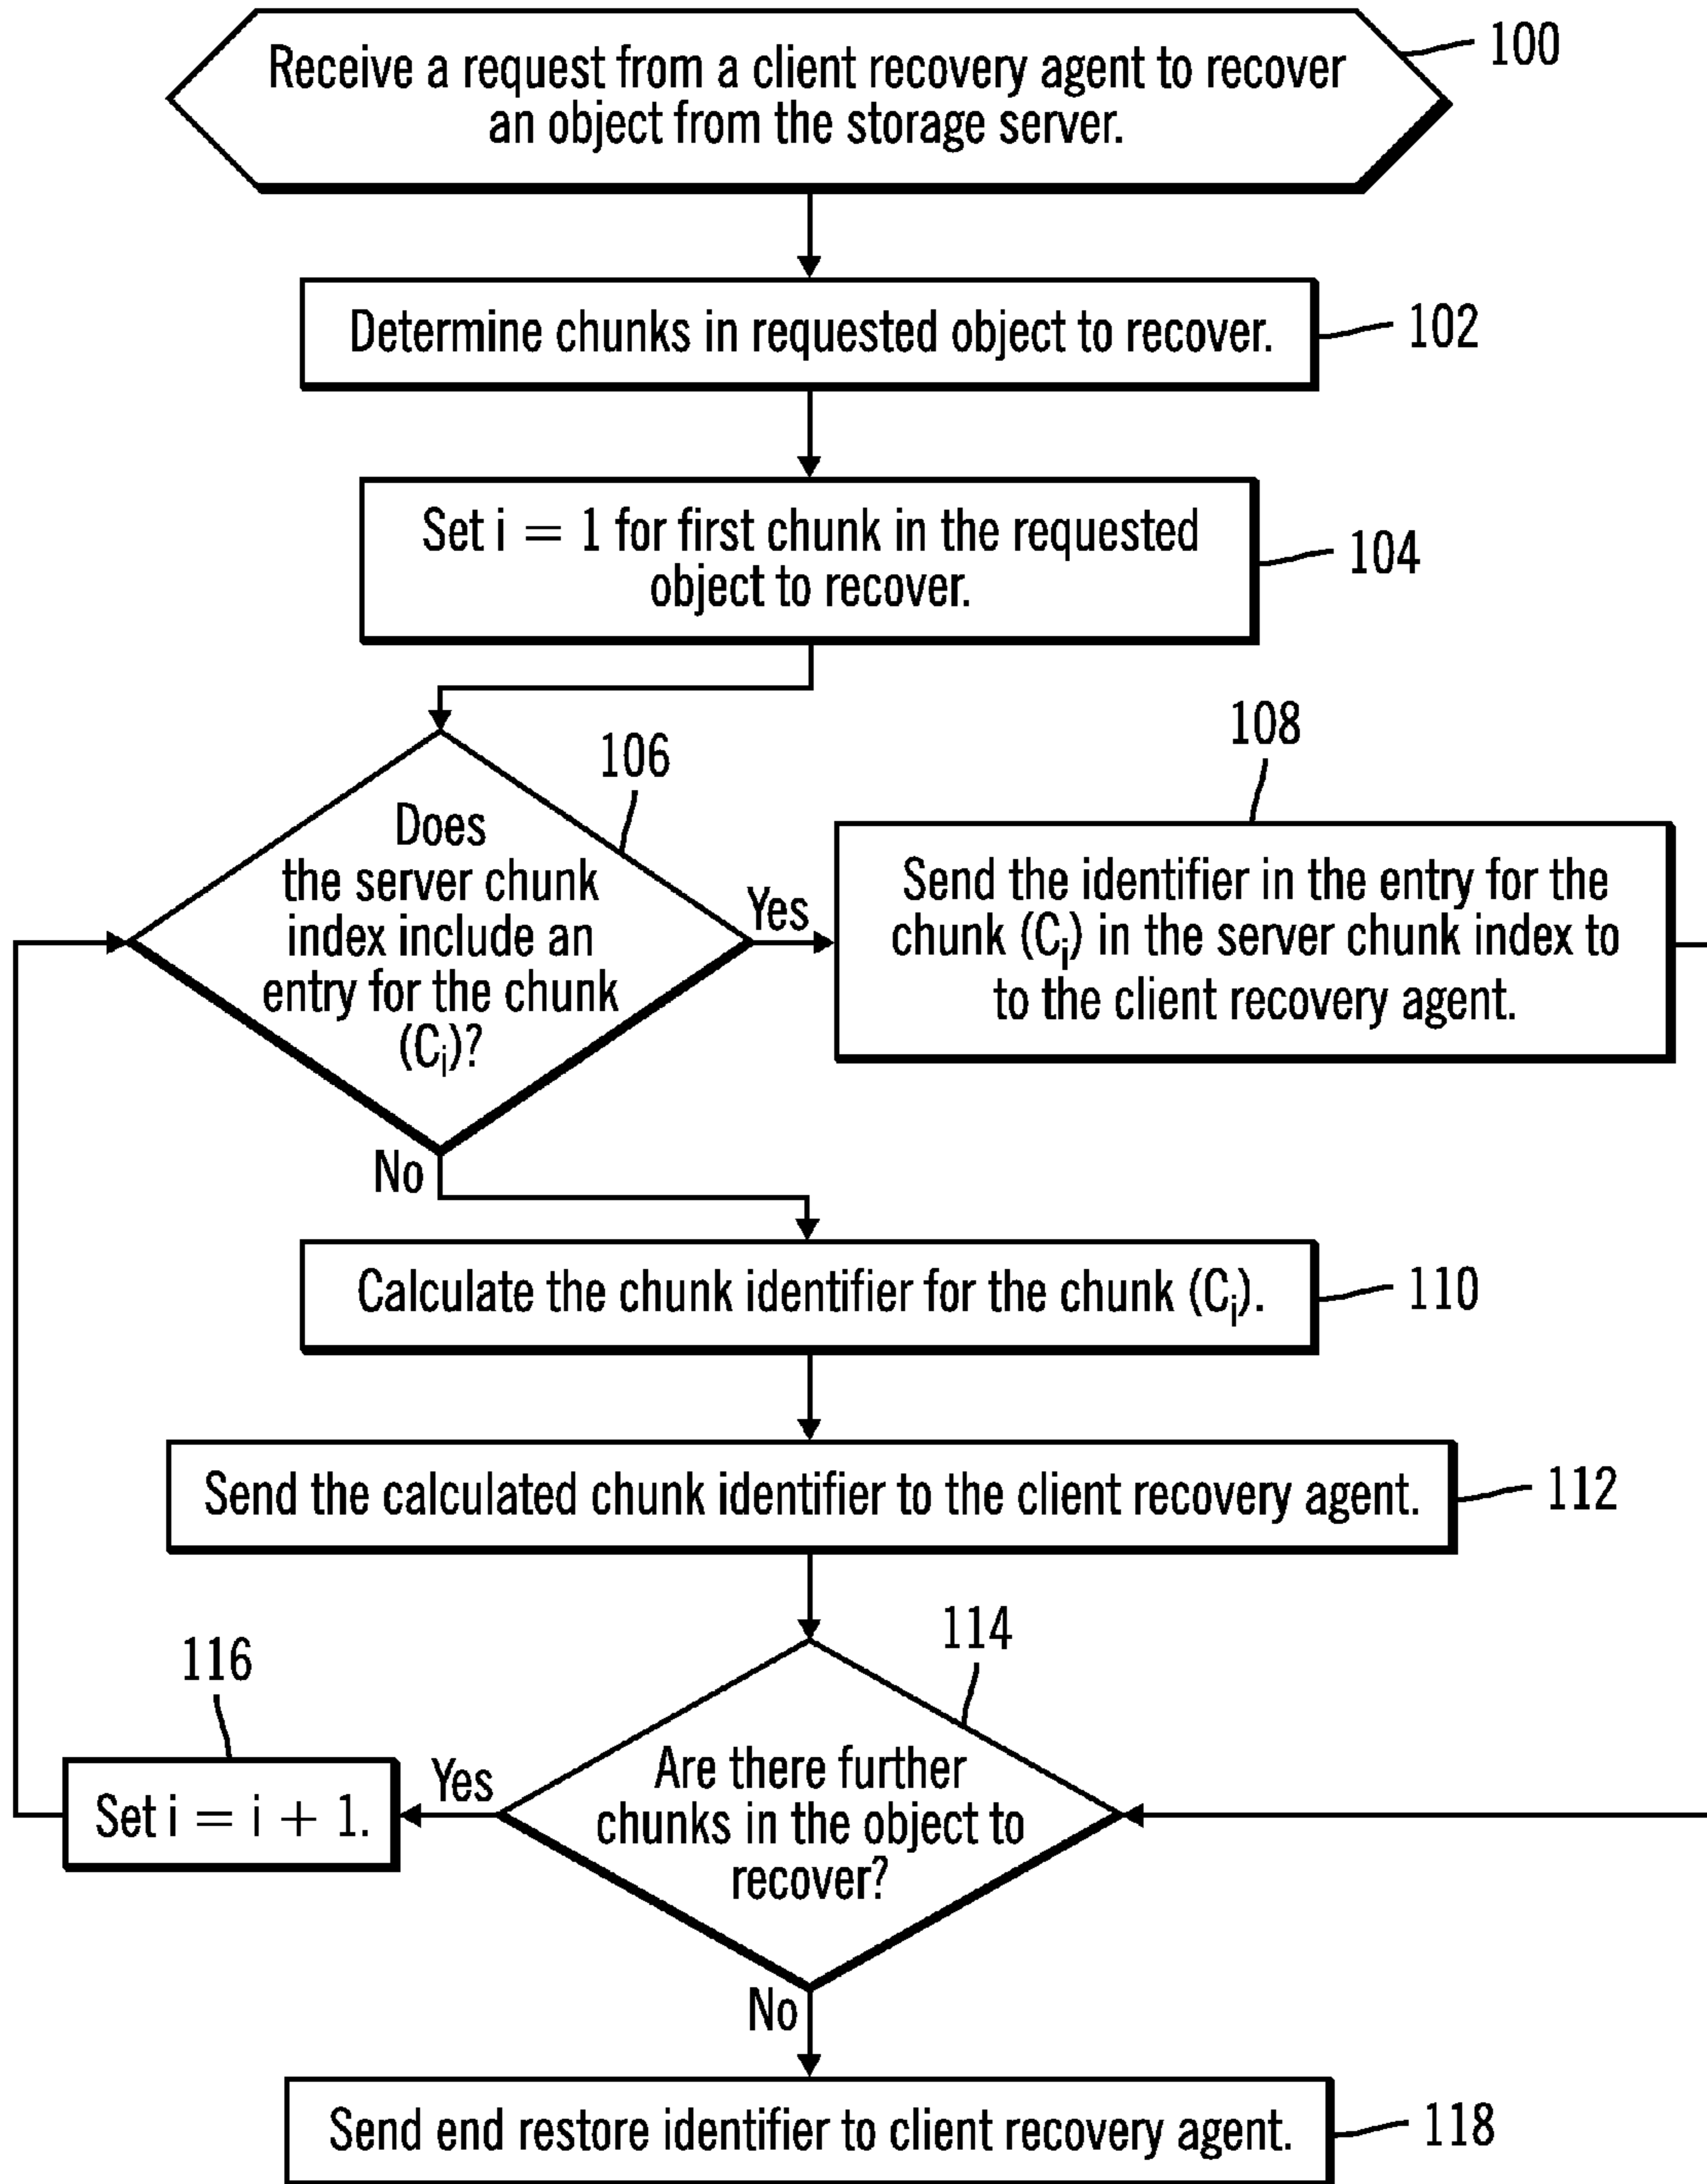 Receive a request from a client recovery agent to recover
an object from the storage server.
100
Determine chunks in requested object to recover.
102
Set i = 1 for first chunk in the requested
object to recover.
104
106
Does
the server chunk
index include an
entry for the chunk
(Ci)?
Yes
No
108
Send the identifier in the entry for the
chunk (Ci) in the server chunk index to
to the client recovery agent.
Calculate the chunk identifier for the chunk (Ci).
110
Send the calculated chunk identifier to the client recovery agent.
112
114
Are there further
chunks in the object to
recover?
Yes
116
Set i = i + 1.
No
Send end restore identifier to client recovery agent.
118